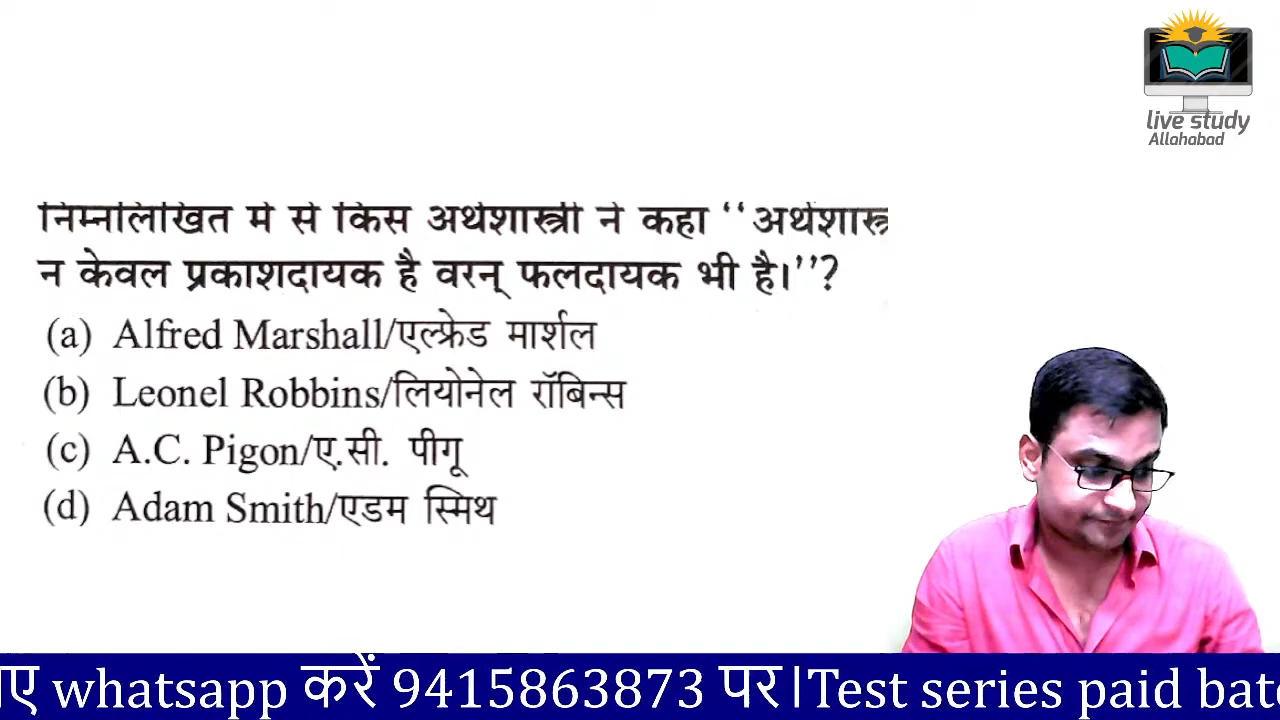 live study
Allahabad
निम्नलिखित में से किस अर्थशास्त्री ने कहा ‘‘अर्थशास्त्र
न केवल प्रकाशदायक है वरन् फलदायक भी है।’’?
(a) Alfred Marshall/एल्फ्रेड मार्शल
(b) Leonel Robbins/लियोनेल रॉबिन्स
(c) A.C. Pigon/ए.सी. पीगू
(d) Adam Smith/एडम स्मिथ
whatsapp करें 9415863873 पर।Test series paid